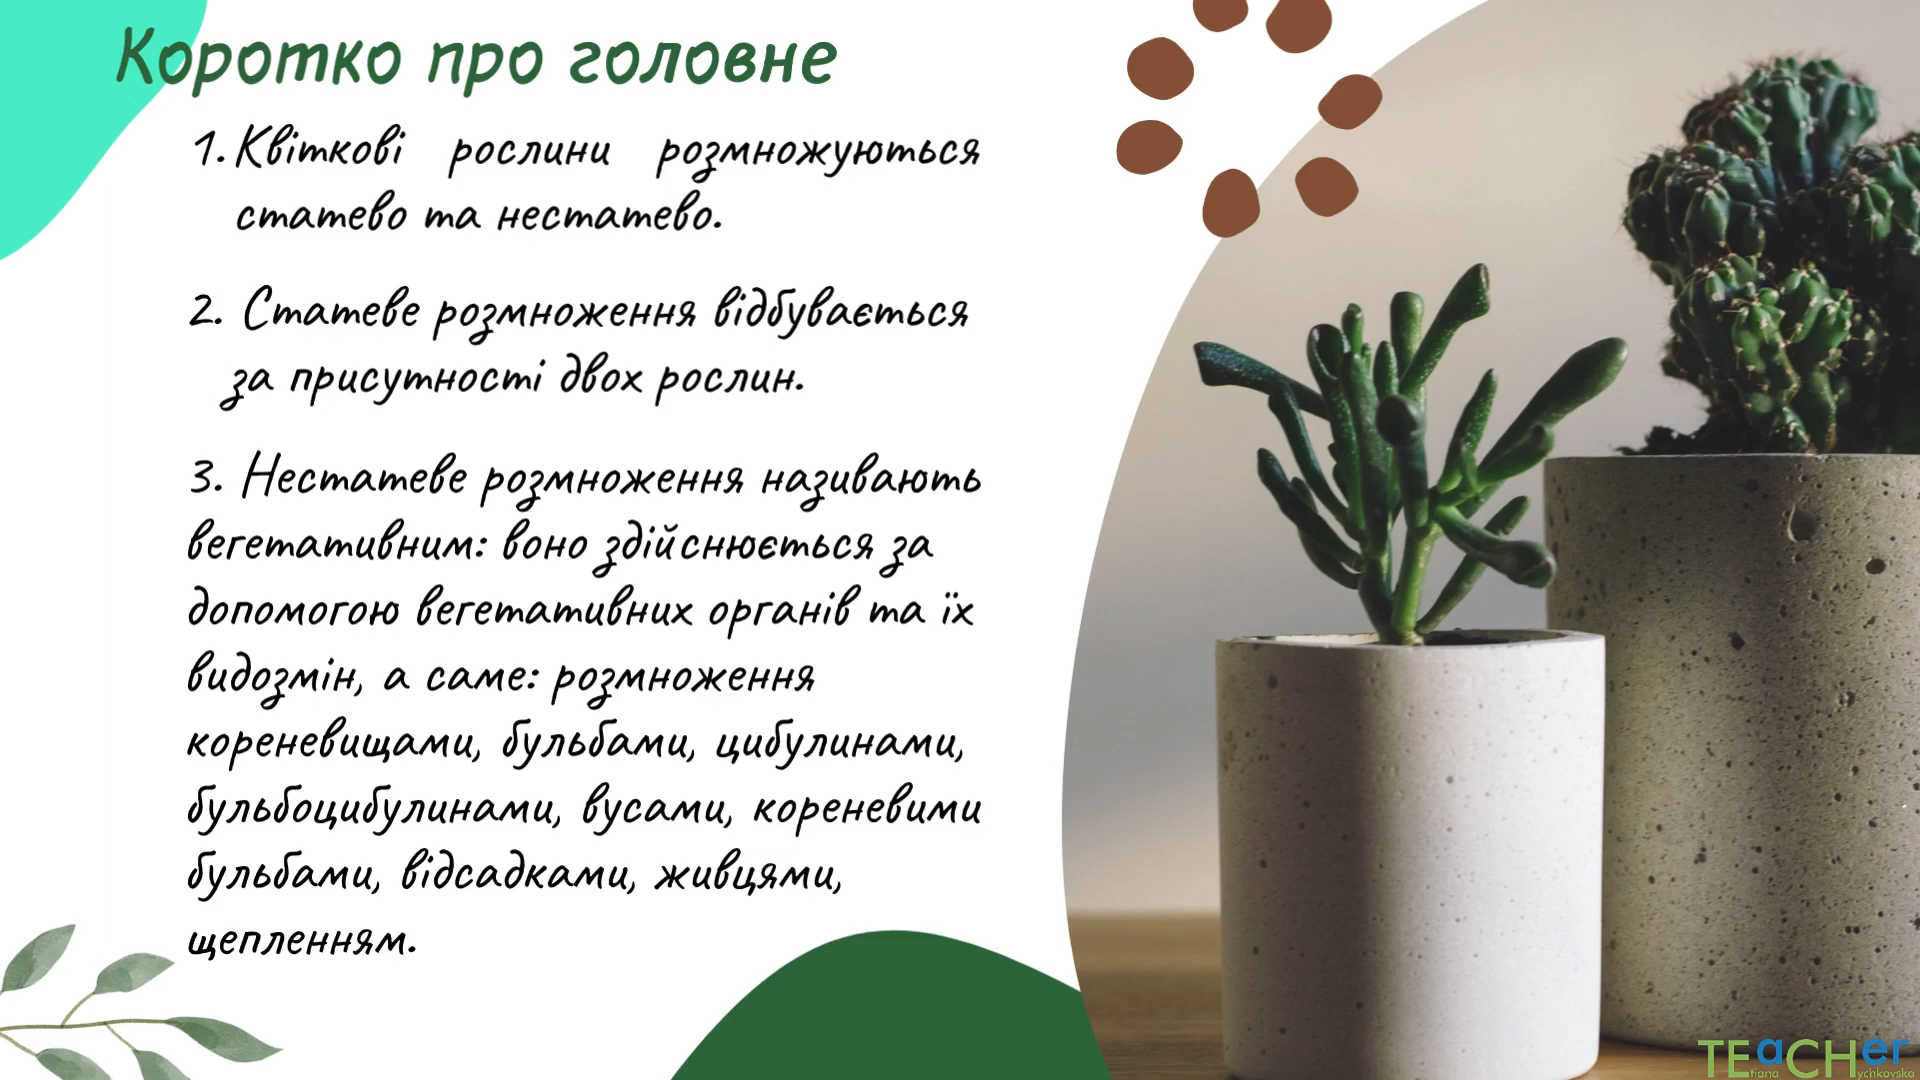 Коротко про головне
1. Квіткові рослини розмножуються
статево та нестатево.
2. Статеве розмноження відбувається
за присутності двох рослин.
3. Нестатеве розмноження називають
вегетативним: воно здійснюється за
допомогою вегетативних органів та їх
видозмін, а саме: розмноження
кореневищами, бульбами, цибулинами,
бульбоцибулинами, вусами, кореневими
бульбами, відсадками, живцями,
щепленням.
TEaCHer
tiana ychkovska